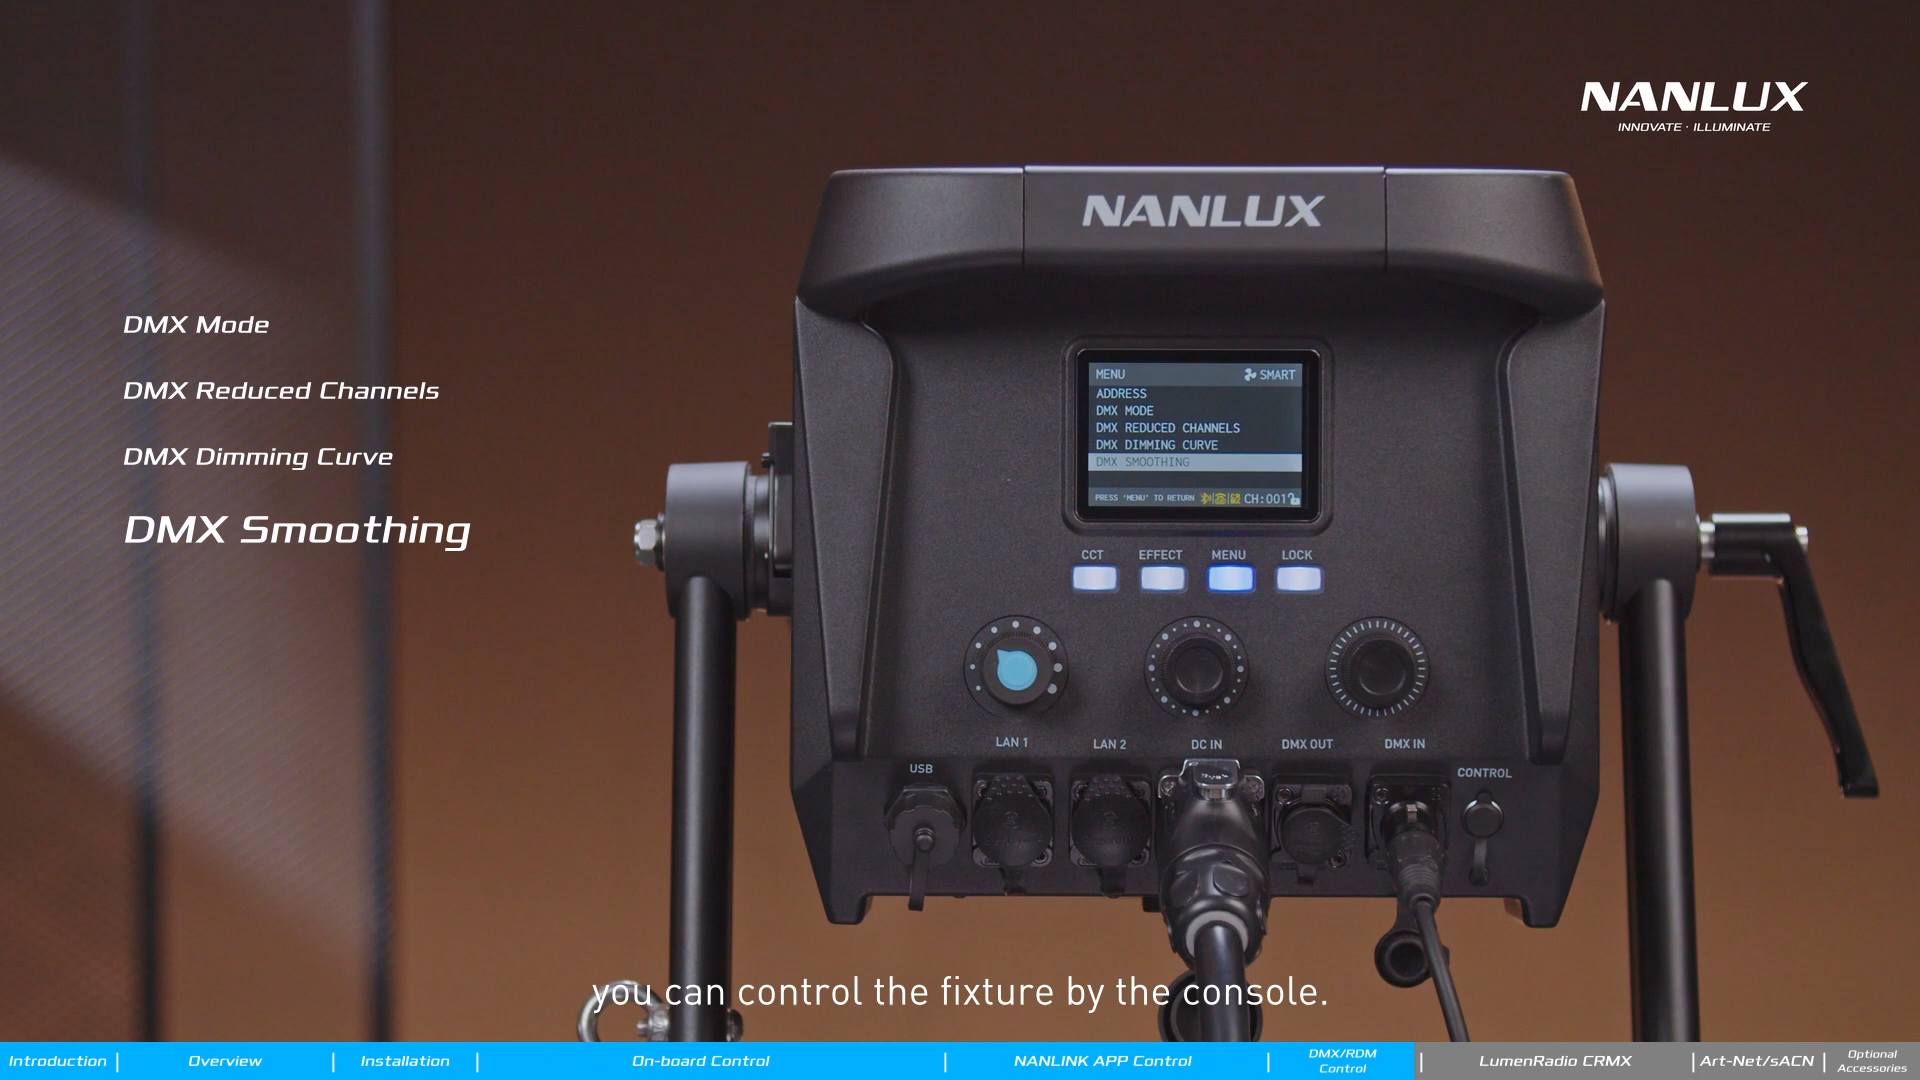 NANLUX
INNOVATE · ILLUMINATE
NANLUX
DMX Mode
DMX Reduced Channels
DMX Dimming Curve
DMX Smoothing
MENU SMART
ADDRESS
DMX MODE
DMX REDUCED CHANNELS
DMX DIMMING CURVE
DMX SMOOTHING
PRESS 'MENU' TO RETURN CH:001
CCT EFFECT MENU LOCK
USB LAN 1 LAN 2 DC IN DMX OUT DMX IN CONTROL
you can control the fixture by the console.
Introduction | Overview | Installation | On-board Control | NANLINK APP Control | DMX/RDM Control | LumenRadio CRMX | Art-Net/sACN | Optional Accessories